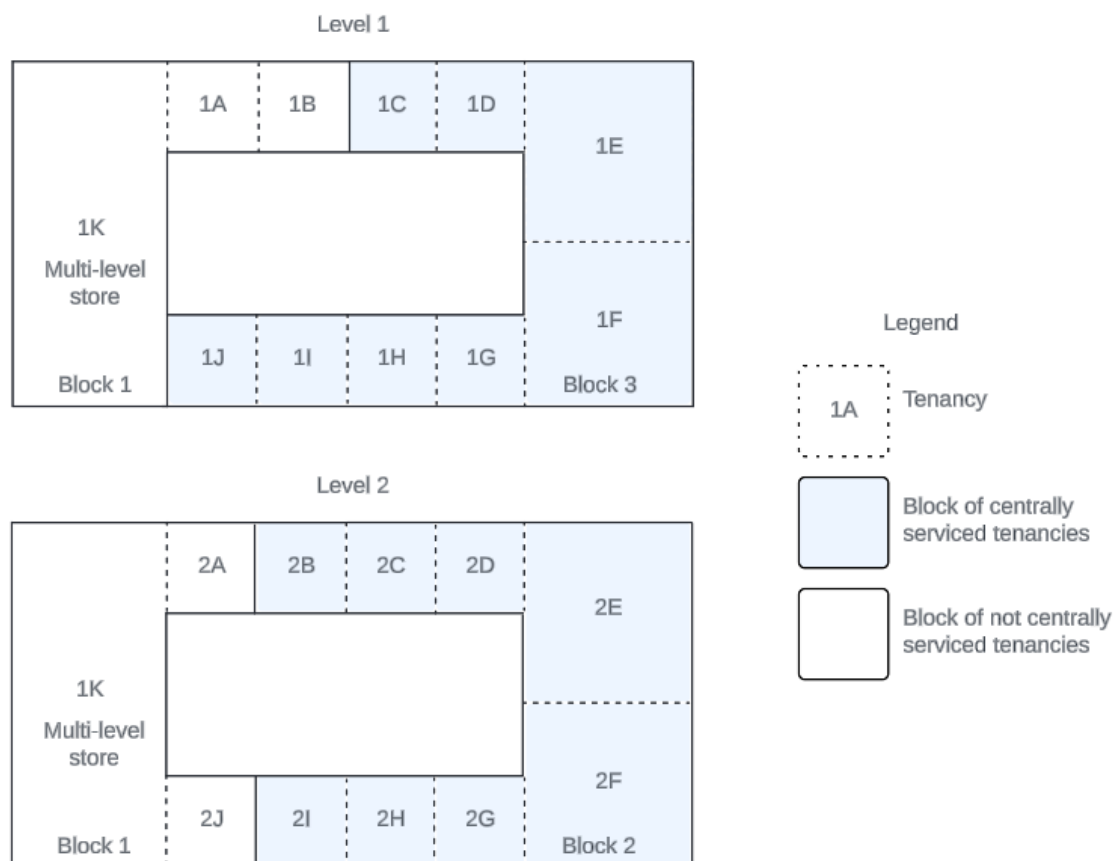 Level 1
1A
1B
1C
1D
1E
1K
Multi-level
store
1F
1J
1I
1H
1G
Block 1
Block 3
Legend
1A
Tenancy
Block of centrally
serviced tenancies
Block of not centrally
serviced tenancies
Level 2
2A
2B
2C
2D
2E
1K
Multi-level
store
2F
2J
2I
2H
2G
Block 1
Block 2